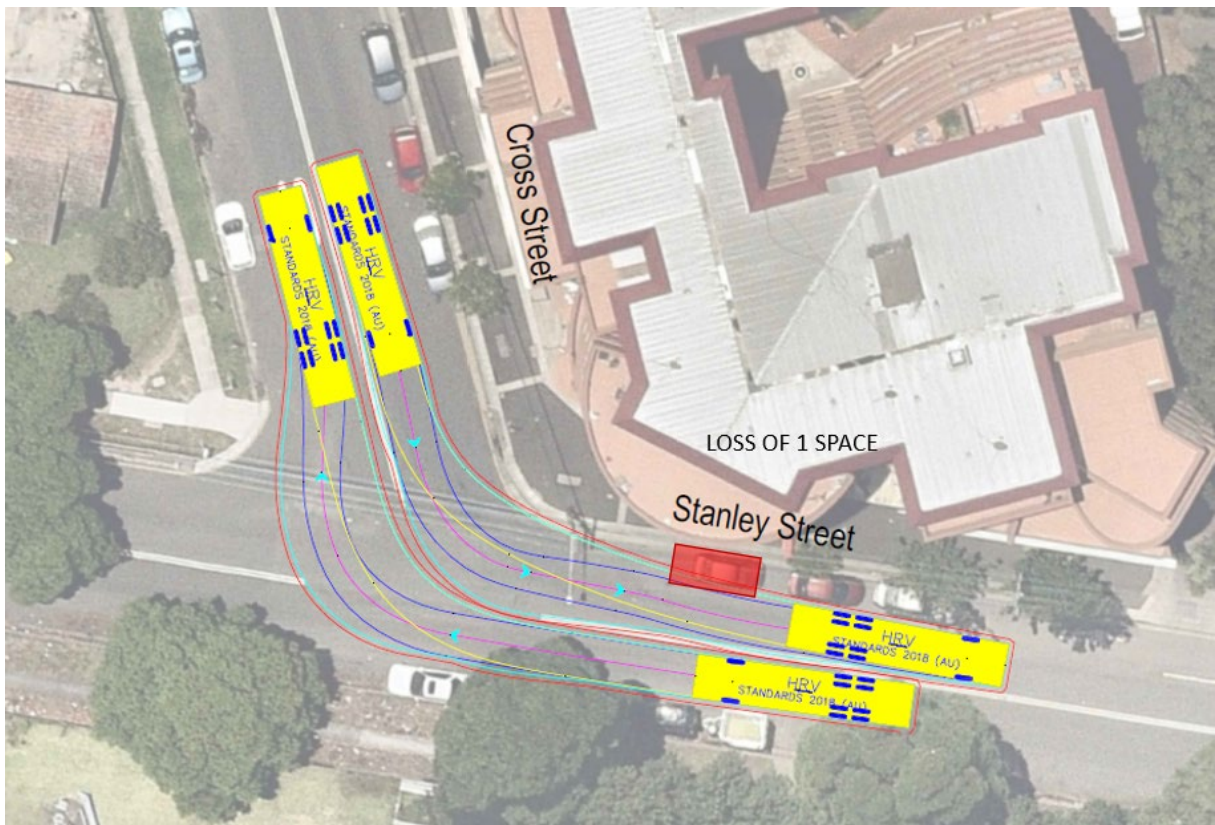 Cross Street
HRV
STANDARDS 2018 (AU)
HRV
STANDARDS 2018 (AU)
LOSS OF 1 SPACE
Stanley Street
HRV
STANDARDS 2018 (AU)
HRV
STANDARDS 2018 (AU)